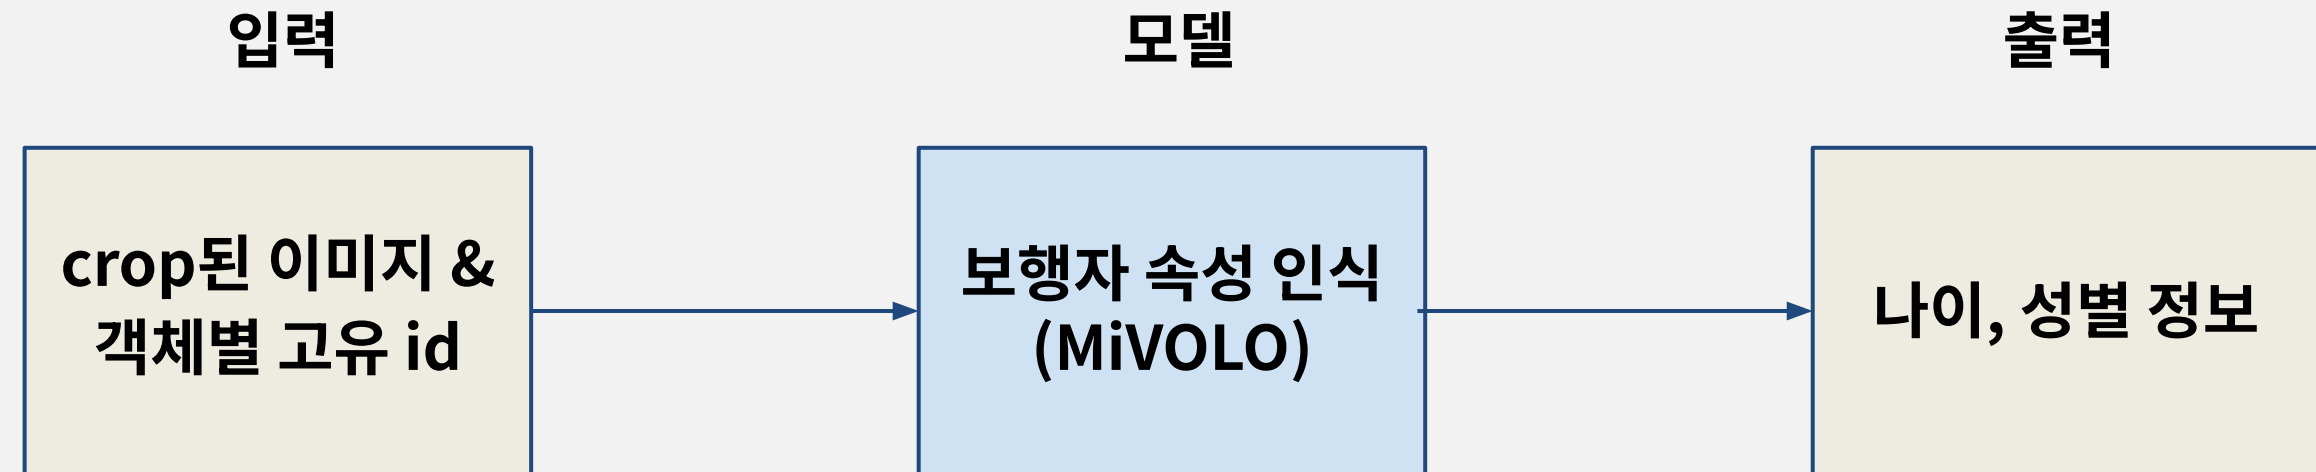 입력
모델
출력
crop된 이미지 &
객체별 고유 id
보행자 속성 인식
(MiVOLO)
나이, 성별 정보